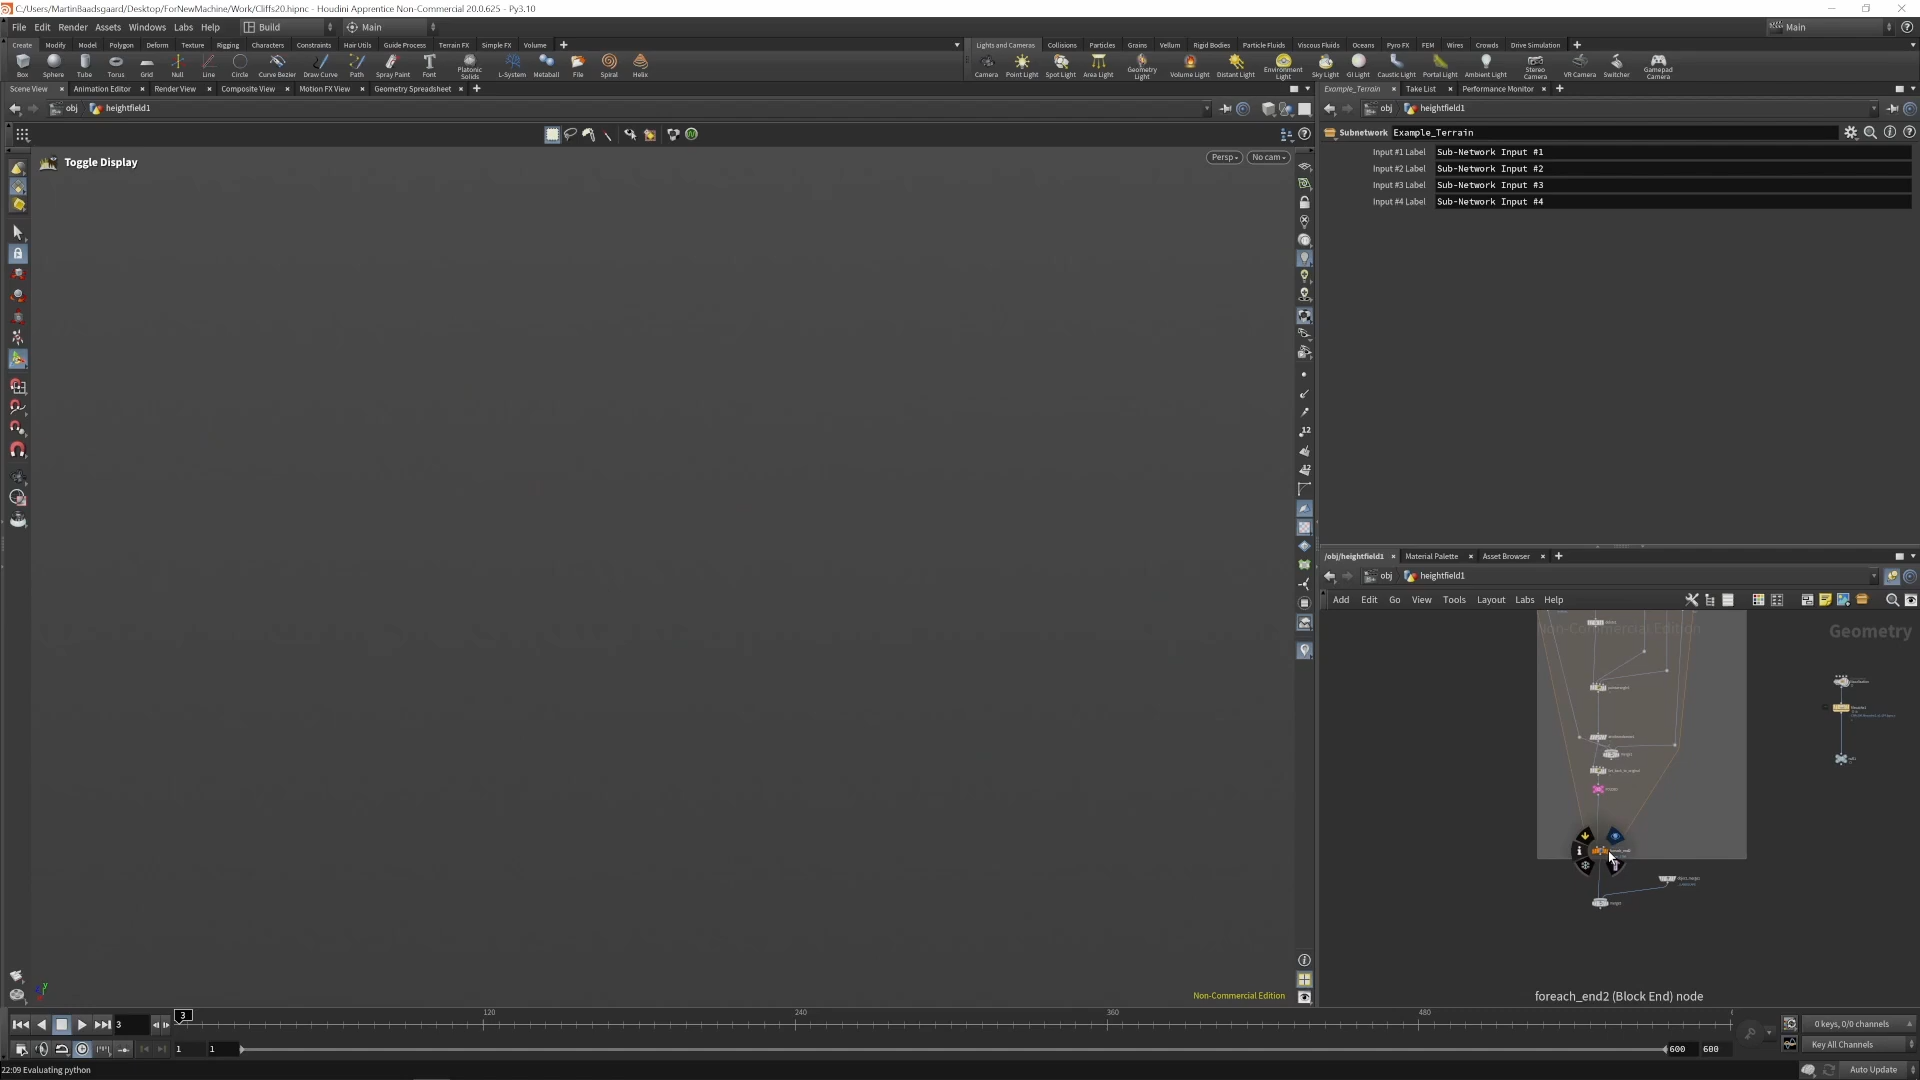 C:/Users/MartinBaadsgaard/Desktop/ForNewMachine/Work/Cliffs20.hipnc - Houdini Apprentice Non-Commercial 20.0.625 - Py3.10
File Edit Render Assets Windows Labs Help Build Main Main
Create Modify Model Polygon Deform Texture Rigging Characters Constraints Hair Utils Guide Process Terrain FX Simple FX Volume
Lights and Cameras Collisions Particles Grains Vellum Rigid Bodies Particle Fluids Viscous Fluids Oceans Pyro FX FEM Wires Crowds Drive Simulation
Box Sphere Tube Torus Grid Null Line Circle Curve Bezier Draw Curve Path Spray Paint Font Platonic Solids L-System Metaball File Spiral Helix
Camera Point Light Spot Light Area Light Geometry Light Volume Light Distant Light Environment Light Sky Light GI Light Caustic Light Portal Light Ambient Light Stereo Camera VR Camera Switcher Gamepad Camera
Scene View Animation Editor Render View Composite View Motion FX View Geometry Spreadsheet
Example_Terrain Take List Performance Monitor
obj heightfield1
obj heightfield1
Subnetwork Example_Terrain
Input #1 Label Sub-Network Input #1
Input #2 Label Sub-Network Input #2
Input #3 Label Sub-Network Input #3
Input #4 Label Sub-Network Input #4
Toggle Display
Persp No cam
/obj/heightfield1 Material Palette Asset Browser
obj heightfield1
Add Edit Go View Tools Layout Labs Help
Non-Commercial Edition
Geometry
foreach_end2 (Block End) node
Non-Commercial Edition
3
3
120 240 360 480
0 keys, 0/0 channels
1 1 600 600
Key All Channels
22:09 Evaluating python
Auto Update